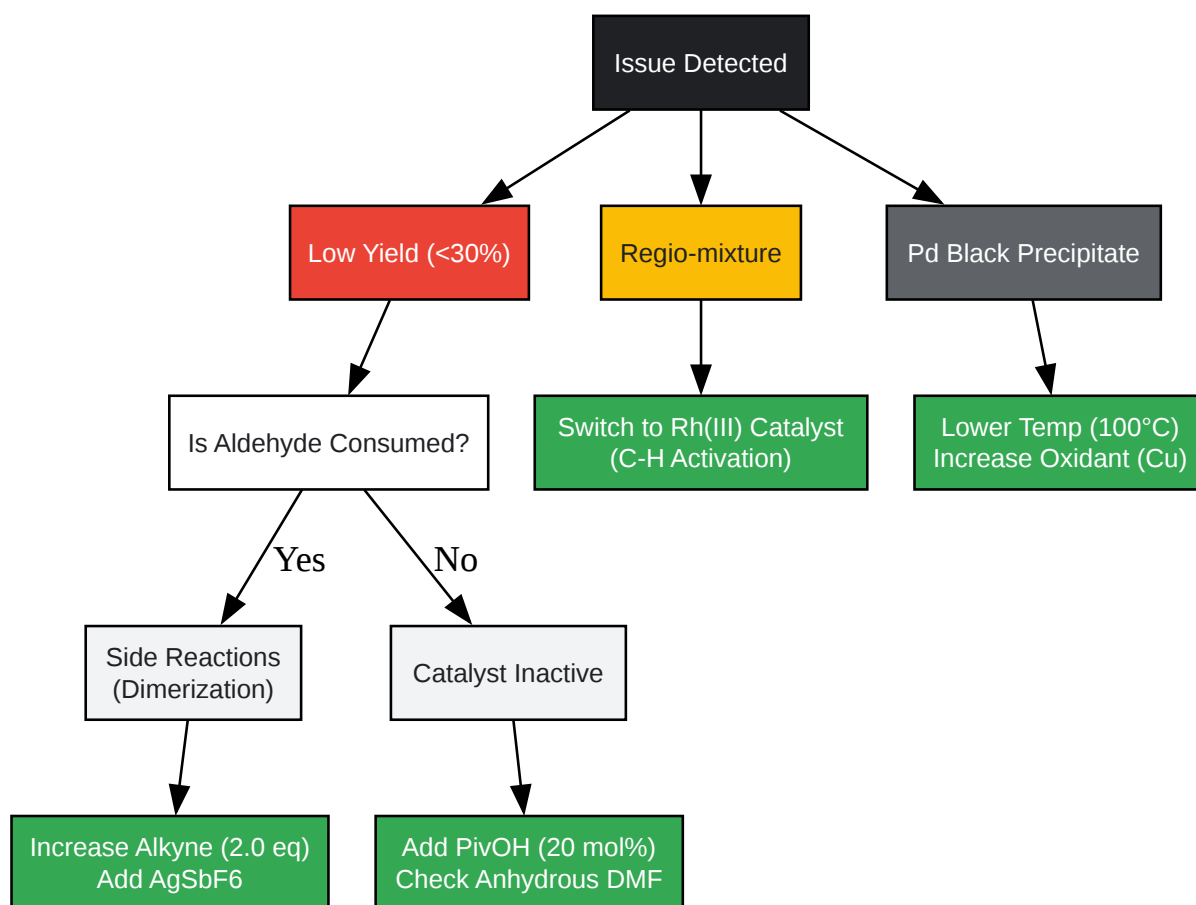 Issue Detected
Low Yield (<30%)
Regio-mixture
Pd Black Precipitate
Is Aldehyde Consumed?
Switch to Rh(III) Catalyst
(C-H Activation)
Lower Temp (100°C)
Increase Oxidant (Cu)
Yes
No
Side Reactions
(Dimerization)
Catalyst Inactive
Increase Alkyne (2.0 eq)
Add AgSbF6
Add PivOH (20 mol%)
Check Anhydrous DMF